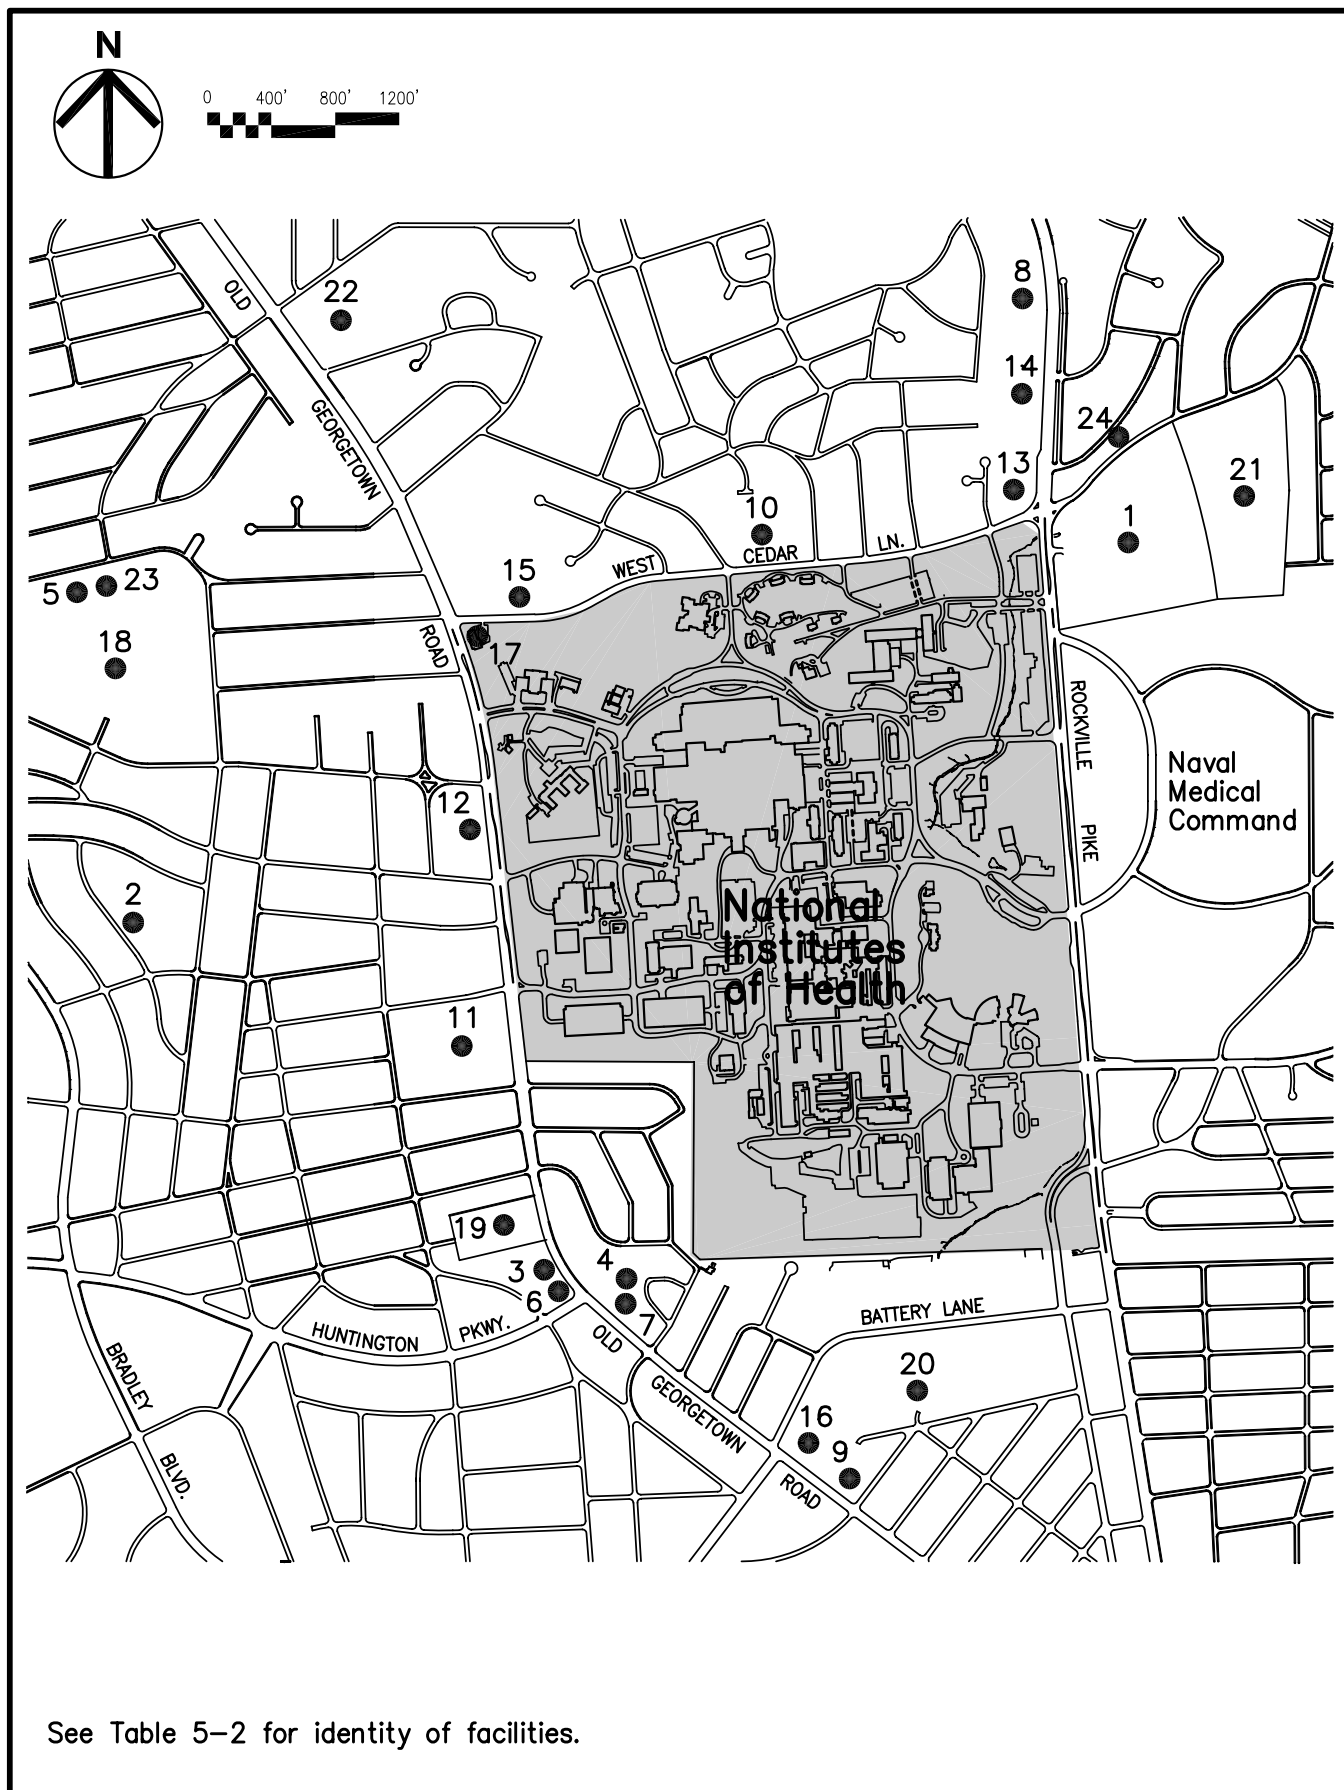 N
0 400' 800' 1200'
8
22
OLD
14
GEORGETOWN
24
13
21
10
1
WEST
CEDAR
LN.
15
5
23
18
ROAD
17
ROCKVILLE
Naval
Medical
Command
12
PIKE
2
National
Institutes
of Health
11
19
3
4
6
7
BATTERY LANE
HUNTINGTON
PKWY.
OLD
BRADLEY
20
GEORGETOWN
16
9
BLVD.
ROAD
See Table 5-2 for identity of facilities.